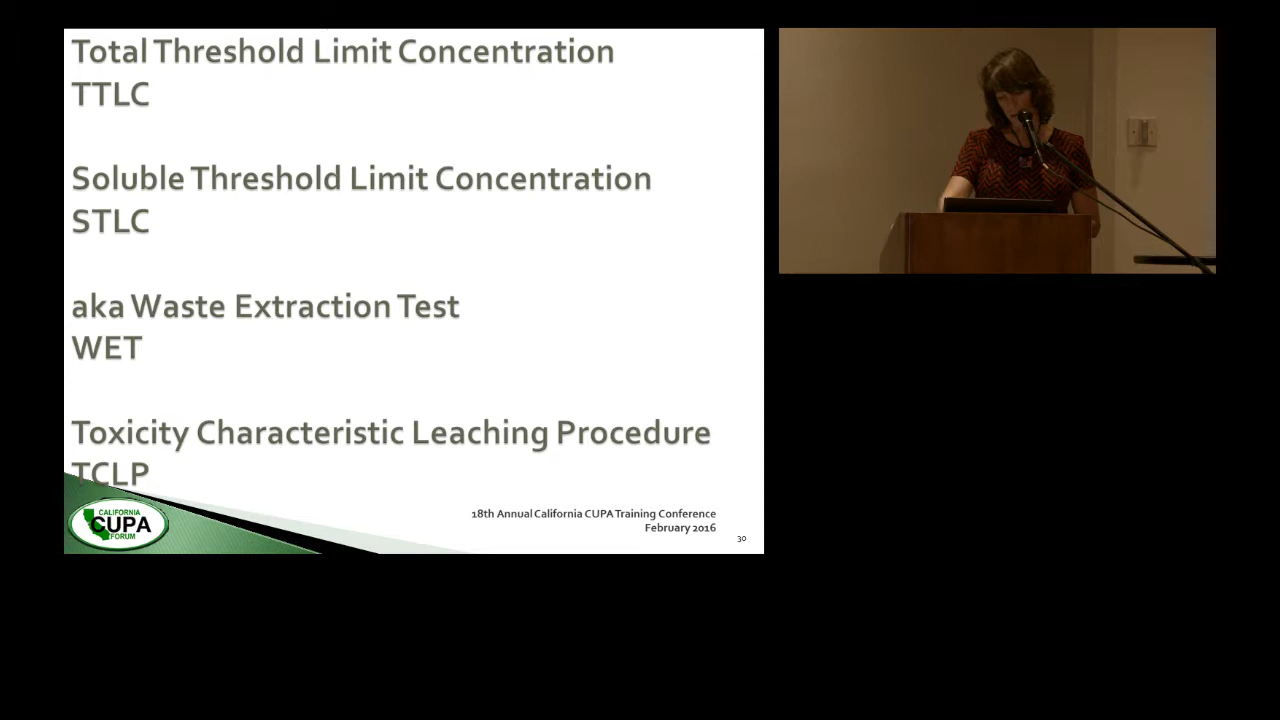 Total Threshold Limit Concentration
TTLC
Soluble Threshold Limit Concentration
STLC
aka Waste Extraction Test
WET
Toxicity Characteristic Leaching Procedure
TCLP
CALIFORNIA
CUPA
FORUM
18th Annual California CUPA Training Conference
February 2016
30